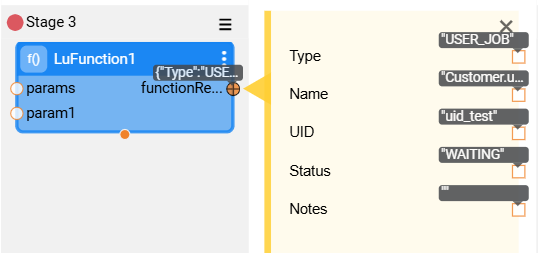 Stage 3
f() LuFunction1
{"Type":"USE...
params functionRe...
param1
"USER_JOB"
Type
"Customer.u...
Name
"uid_test"
UID
"WAITING"
Status
""
Notes